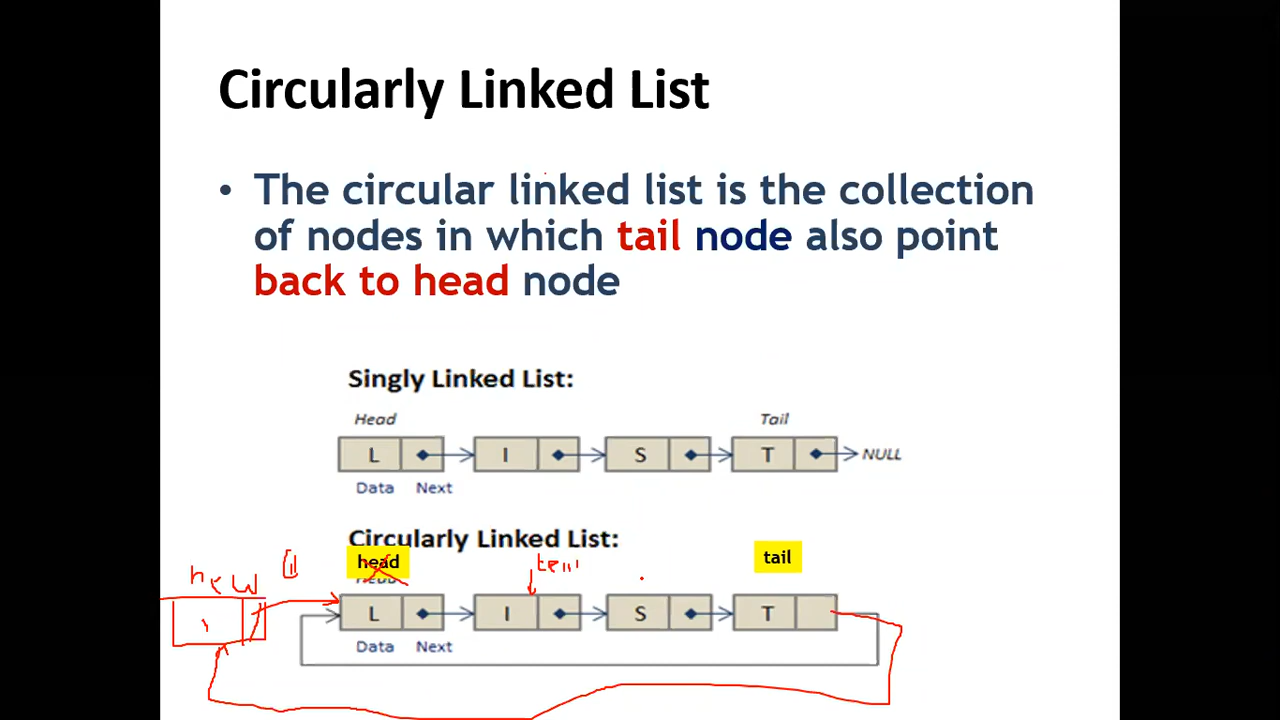 Circularly Linked List
• The circular linked list is the collection
of nodes in which tail node also point
back to head node
Singly Linked List:
Head Tail
L I S T NULL
Data Next
Circularly Linked List:
head tail
Head
new
L I S T
Data Next